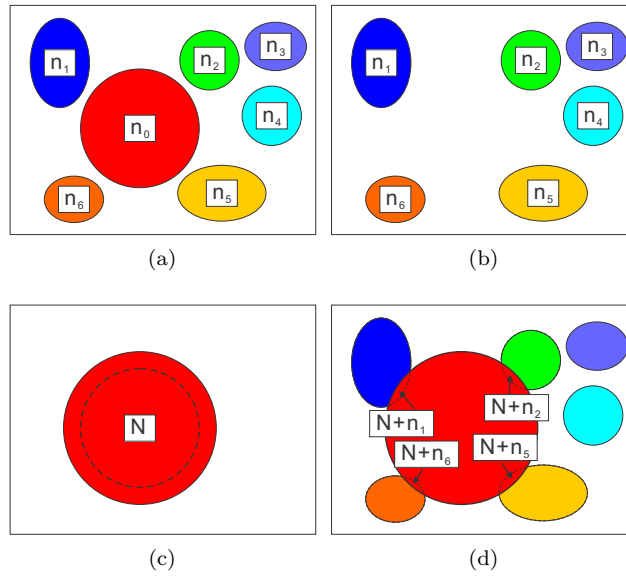 n₁
n₂
n₃
n₀
n₄
n₆
n₅
(a)
n₁
n₂
n₃
n₄
n₆
n₅
(b)
N
(c)
N+n₂
N+n₁
N+n₆
N+n₅
(d)